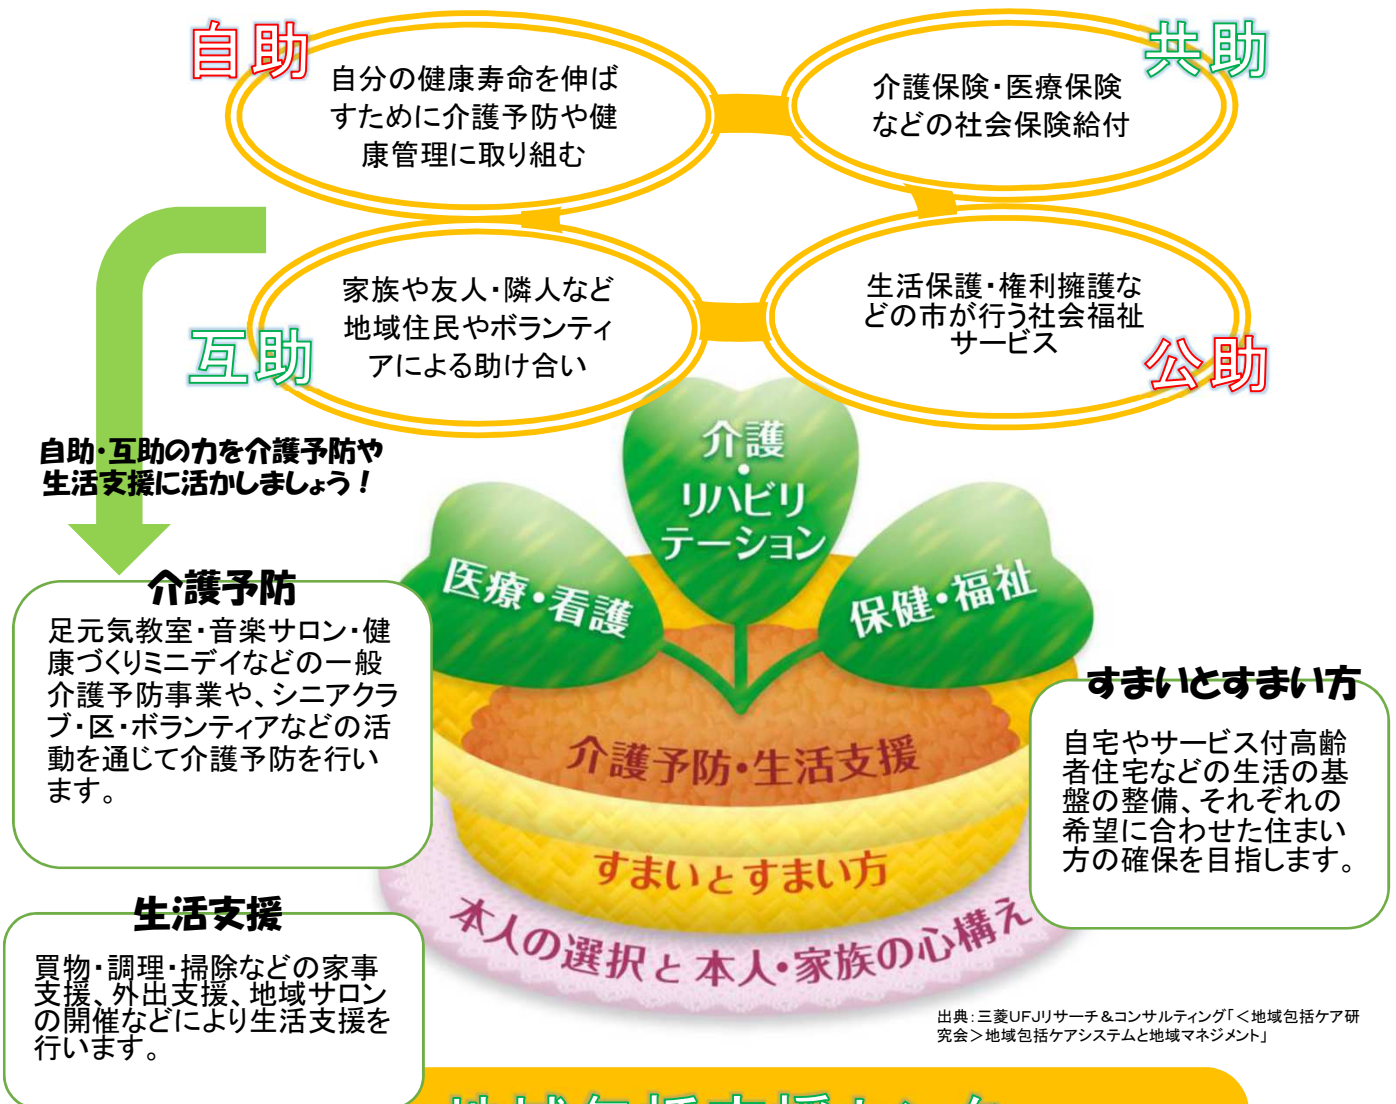 自助
自分の健康寿命を伸ば
すために介護予防や健
康管理に取り組む
共助
介護保険・医療保険
などの社会保険給付
互助
家族や友人・隣人など
地域住民やボランティ
アによる助け合い
生活保護・権利擁護な
どの市が行う社会福祉
サービス
公助
自助・互助の力を介護予防や
生活支援に活かしましょう！
介護
・
リハビリ
テーション
医療・看護
保健・福祉
介護予防・生活支援
すまいとすまい方
本人の選択と本人・家族の心構え
介護予防
足元気教室・音楽サロン・健
康づくりミニデイなどの一般
介護予防事業や、シニアクラ
ブ・区・ボランティアなどの活
動を通じて介護予防を行い
ます。
すまいとすまい方
自宅やサービス付高齢
者住宅などの生活の基
盤の整備、それぞれの
希望に合わせた住まい
方の確保を目指します。
生活支援
買物・調理・掃除などの家事
支援、外出支援、地域サロン
の開催などにより生活支援を
行います。
出典：三菱UFJリサーチ＆コンサルティング「＜地域包括ケア研
究会＞地域包括ケアシステムと地域マネジメント」
地域包括支援センター